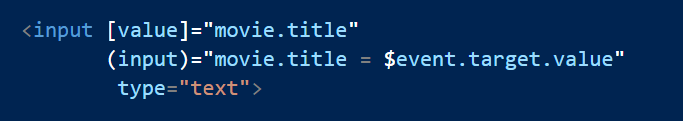 <input [value]="movie.title"
(input)="movie.title = $event.target.value"
type="text">